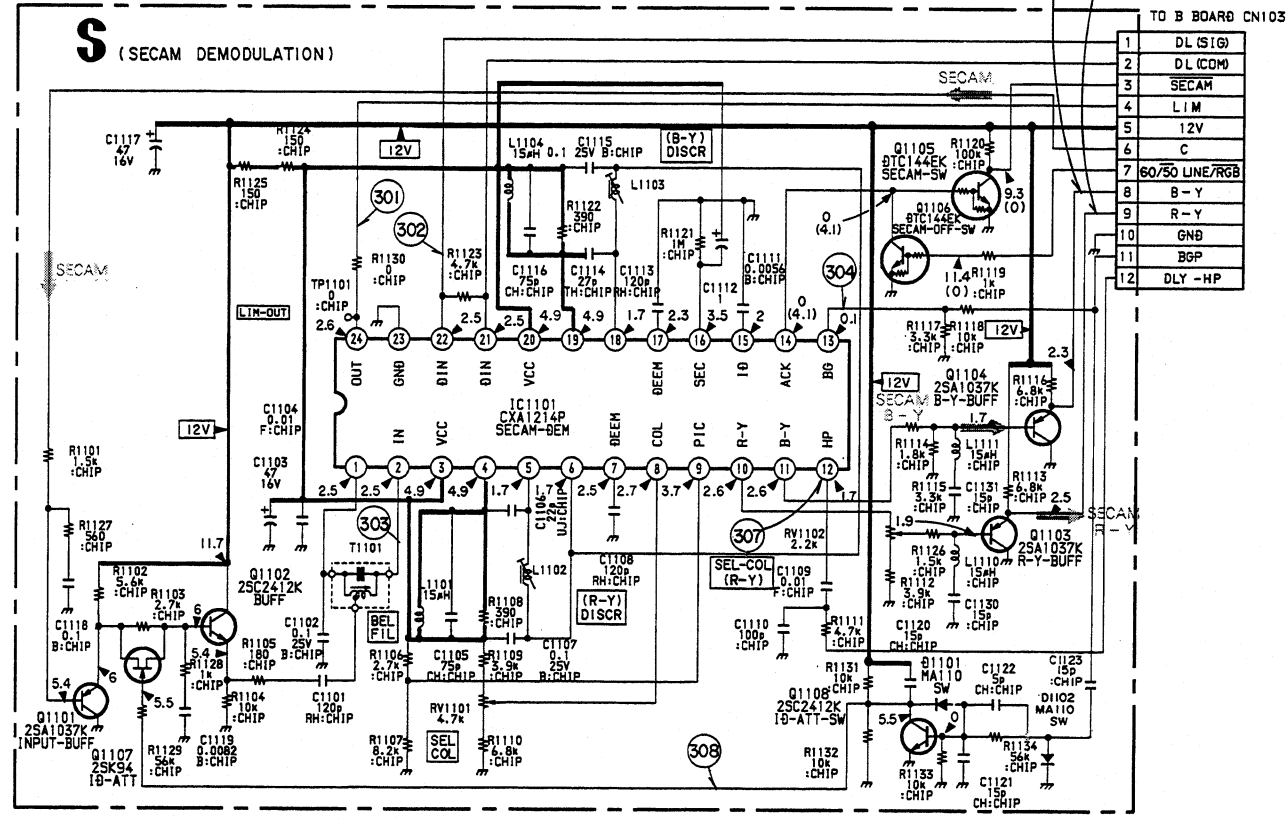 S (SECAM DEMODULATION)
TO B BOARD CN103
1 DL(SIG)
2 DL(COM)
3 SECAM
4 LIM
5 12V
6 C
7 60/50 LINE/RGB
8 B-Y
9 R-Y
10 GND
11 BGP
12 DLY-HP
SECAM
C1117
47
16V
R1124
150
:CHIP
12V
R1125
150
:CHIP
L1104
15μH
C1115
0.1 25V B:CHIP
(B-Y)
DISCR
L1103
Q1105
DTC144EK
SECAM-SW
R1120
100k
:CHIP
9.3
(0)
Q1106
DTC144EK
SECAM-OFF-SW
0
(4.1)
11.4
(0)
R1119
1k
:CHIP
301
302
R1123
4.7k
:CHIP
R1130
0
:CHIP
TP1101
0
:CHIP
R1122
390
:CHIP
C1116
75p
CH:CHIP
C1114
27p
TH:CHIP
C1113
120p
RH:CHIP
R1121
1M
:CHIP
C1112
1
C1111
0.0056
B:CHIP
304
SECAM
LIM-OUT
2.6
2.5
2.5
4.9
4.9
1.7
2.3
3.5
2
0
(4.1)
0.1
R1117
3.3k
:CHIP
R1118
10k
:CHIP
12V
24 23 22 21 20 19 18 17 16 15 14 13
OUT GND DIN DIN VCC DEEM SEC ID ACK BG
IC1101
CXA1214P
SECAM-DEM
IN VCC DEEM COL PIC R-Y B-Y HP
1 2 3 4 5 6 7 8 9 10 11 12
2.5 2.5 4.9 4.9 1.7 1.7 2.5 2.7 3.7 2.6 2.6 1.7
12V
Q1104
2SA1037K
B-Y-BUFF
R1116
6.8k
:CHIP
2.3
SECAM
B-Y
1.7
R1114
1.8k
:CHIP
L1111
15μH
R1115
3.3k
:CHIP
C1131
15p
:CHIP
R1113
6.8k
:CHIP
2.5
SECAM
R-Y
1.9
Q1103
2SA1037K
R-Y-BUFF
R1126
1.5k
:CHIP
L1110
15μH
R1112
3.9k
:CHIP
C1130
15p
:CHIP
C1104
0.01
F:CHIP
12V
C1103
47
16V
R1101
1.5k
:CHIP
R1127
560
:CHIP
11.7
303
T1101
C1106
22p
UJ:CHIP
L1102
L1101
15μH
C1108
120p
RH:CHIP
(R-Y)
DISCR
307
SEL-COL
(R-Y)
RV1102
2.2k
C1109
0.01
F:CHIP
C1110
100p
:CHIP
R1111
4.7k
:CHIP
C1120
15p
:CHIP
R1102
5.6k
:CHIP
R1103
2.7k
:CHIP
6
Q1102
2SC2412K
BUFF
C1118
0.1
B:CHIP
5.4
6
5.4
R1128
1k
:CHIP
R1105
180
:CHIP
C1102
0.1
25V
B:CHIP
BEL
FIL
R1108
390
:CHIP
C1107
0.1
25V
B:CHIP
R1106
2.7k
:CHIP
C1105
75p
CH:CHIP
R1109
3.9k
:CHIP
5.5
R1104
10k
:CHIP
C1101
120p
RH:CHIP
RV1101
4.7k
Q1101
2SA1037K
INPUT-BUFF
Q1107
2SK94
ID-ATT
R1129
56k
:CHIP
C1119
0.0082
B:CHIP
R1107
8.2k
:CHIP
SEL
COL
R1110
6.8k
:CHIP
308
R1131
10k
:CHIP
Q1108
2SC2412K
ID-ATT-SW
D1101
MA110
SW
C1122
5p
:CHIP
C1123
15p
:CHIP
D1102
MA110
SW
5.5
0
R1132
10k
:CHIP
R1133
10k
:CHIP
C1121
15p
CH:CHIP
R1134
56k
:CHIP